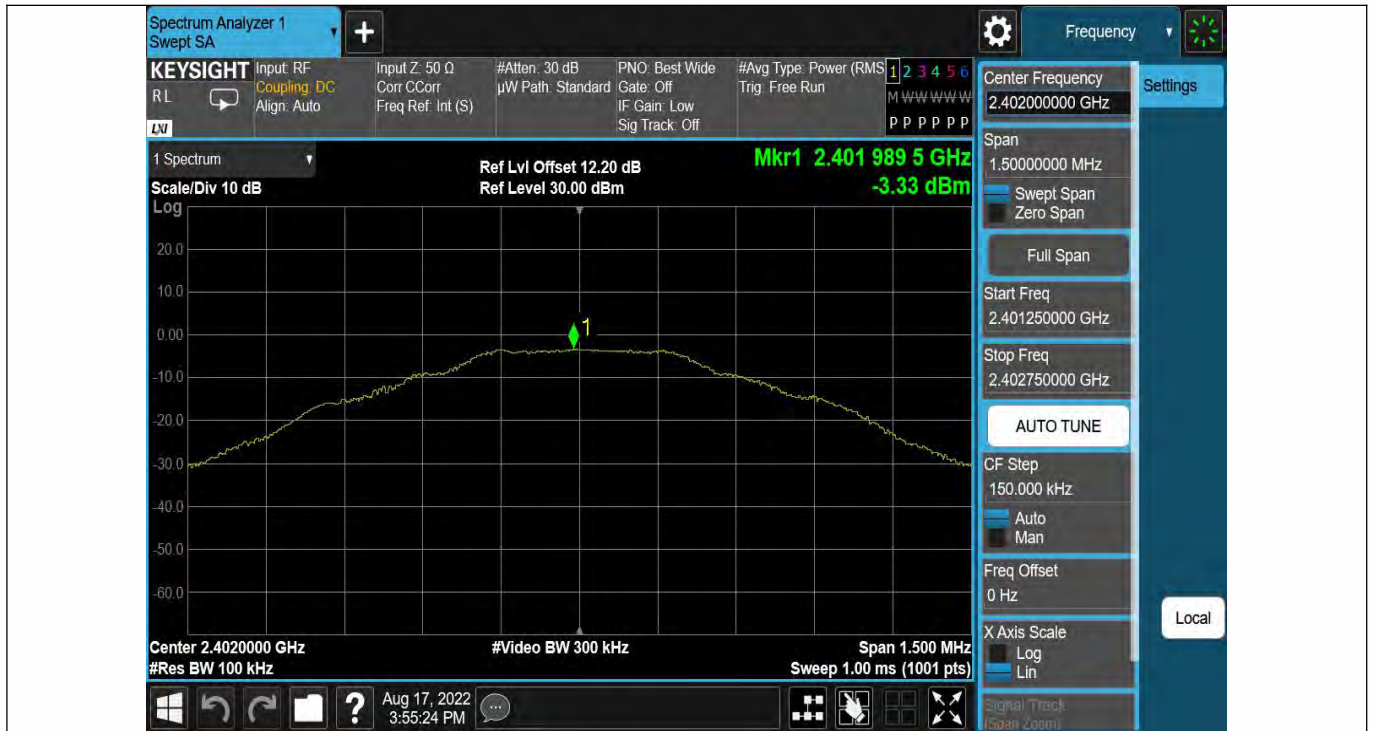 Spectrum Analyzer 1
Swept SA
+
Frequency
KEYSIGHT
RL
LXI
Input: RF
Coupling: DC
Align: Auto
Input Z: 50 Ω
Corr CCorr
Freq Ref: Int (S)
#Atten: 30 dB
µW Path: Standard
PNO: Best Wide
Gate: Off
IF Gain: Low
Sig Track: Off
#Avg Type: Power (RMS
Trig: Free Run
1 2 3 4 5 6
M W W W W W
P P P P P P
Center Frequency
2.402000000 GHz
Settings
Span
1.50000000 MHz
Swept Span
Zero Span
Full Span
Start Freq
2.401250000 GHz
Stop Freq
2.402750000 GHz
AUTO TUNE
CF Step
150.000 kHz
Auto
Man
Freq Offset
0 Hz
X Axis Scale
Log
Lin
Signal Track
(Span Zoom)
Local
1 Spectrum
Scale/Div 10 dB
Ref Lvl Offset 12.20 dB
Ref Level 30.00 dBm
Mkr1 2.401 989 5 GHz
-3.33 dBm
Log
20.0
10.0
0.00
-10.0
-20.0
-30.0
-40.0
-50.0
-60.0
1
Center 2.4020000 GHz
#Res BW 100 kHz
#Video BW 300 kHz
Span 1.500 MHz
Sweep 1.00 ms (1001 pts)
?
Aug 17, 2022
3:55:24 PM